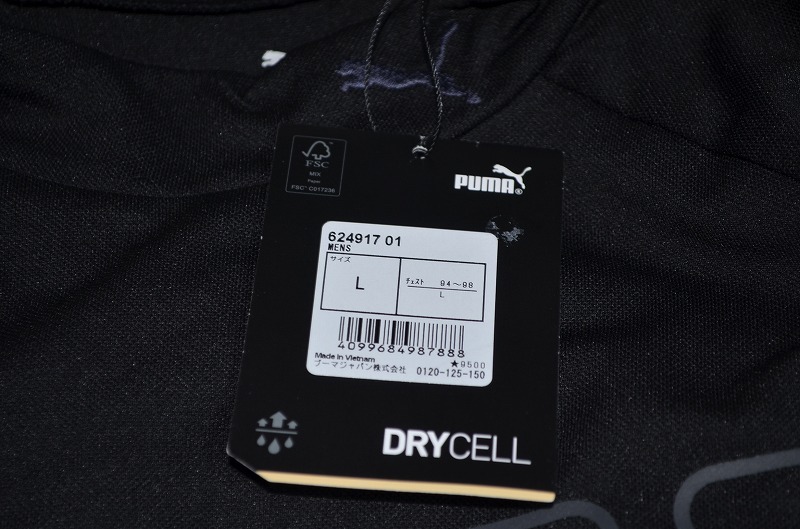 FSC
MIX
Paper
FSC® C017236
PUMA®
624917 01
MENS
サイズ
L
チェスト 94～98
L
4099684987888
Made in Vietnam
★9500
プーマジャパン株式会社 0120-125-150
DRYCELL